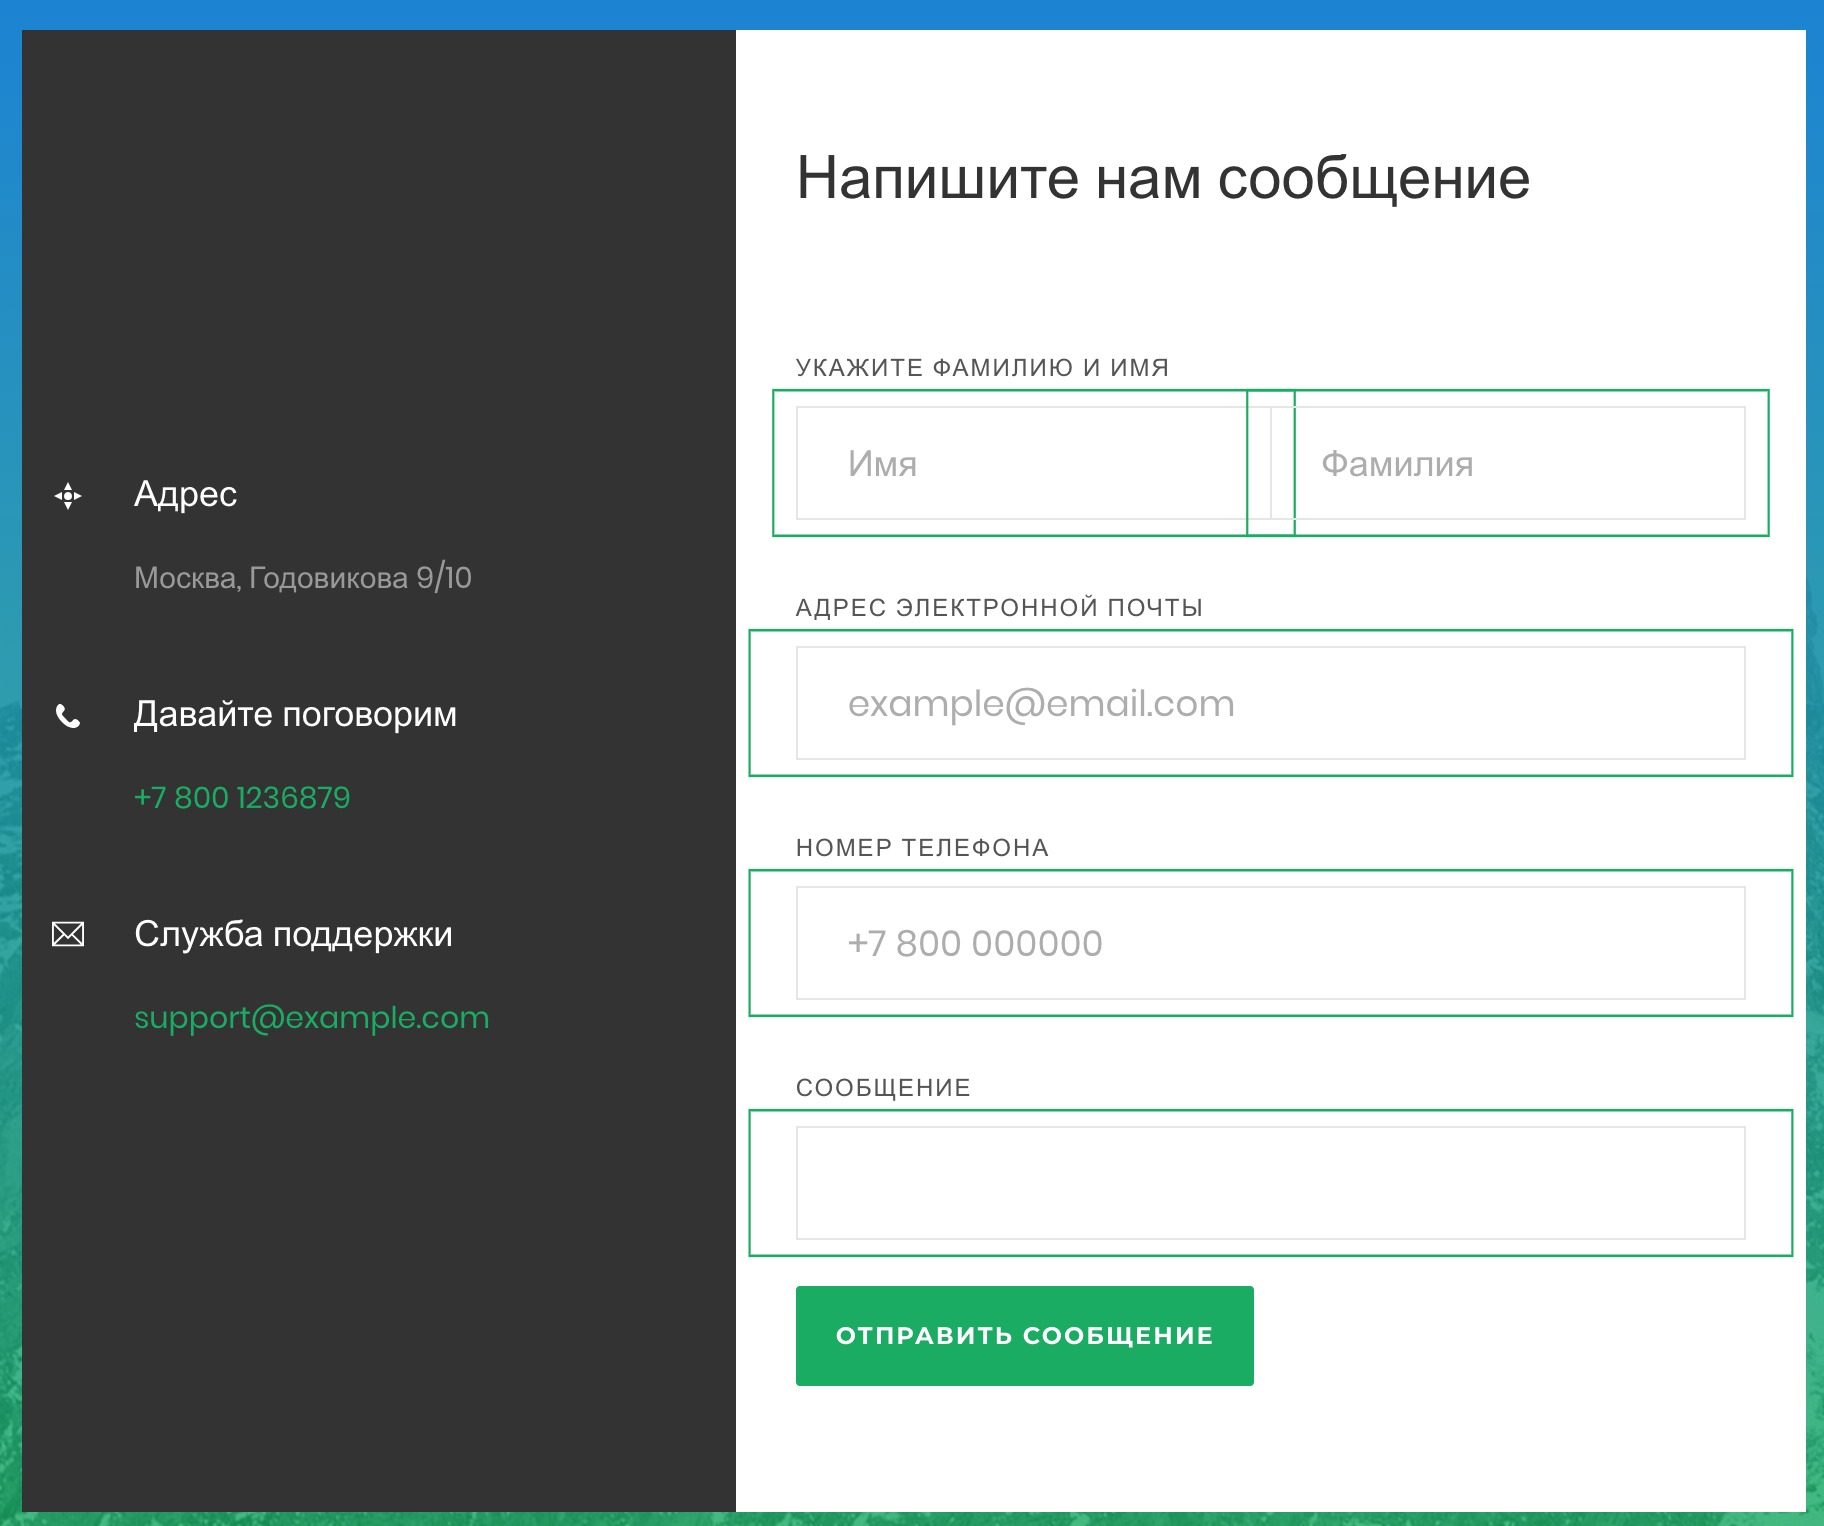 Адрес
Москва, Годовикова 9/10
Давайте поговорим
+7 800 1236879
Служба поддержки
support@example.com
Напишите нам сообщение
УКАЖИТЕ ФАМИЛИЮ И ИМЯ
Имя
Фамилия
АДРЕС ЭЛЕКТРОННОЙ ПОЧТЫ
example@email.com
НОМЕР ТЕЛЕФОНА
+7 800 000000
СООБЩЕНИЕ
ОТПРАВИТЬ СООБЩЕНИЕ